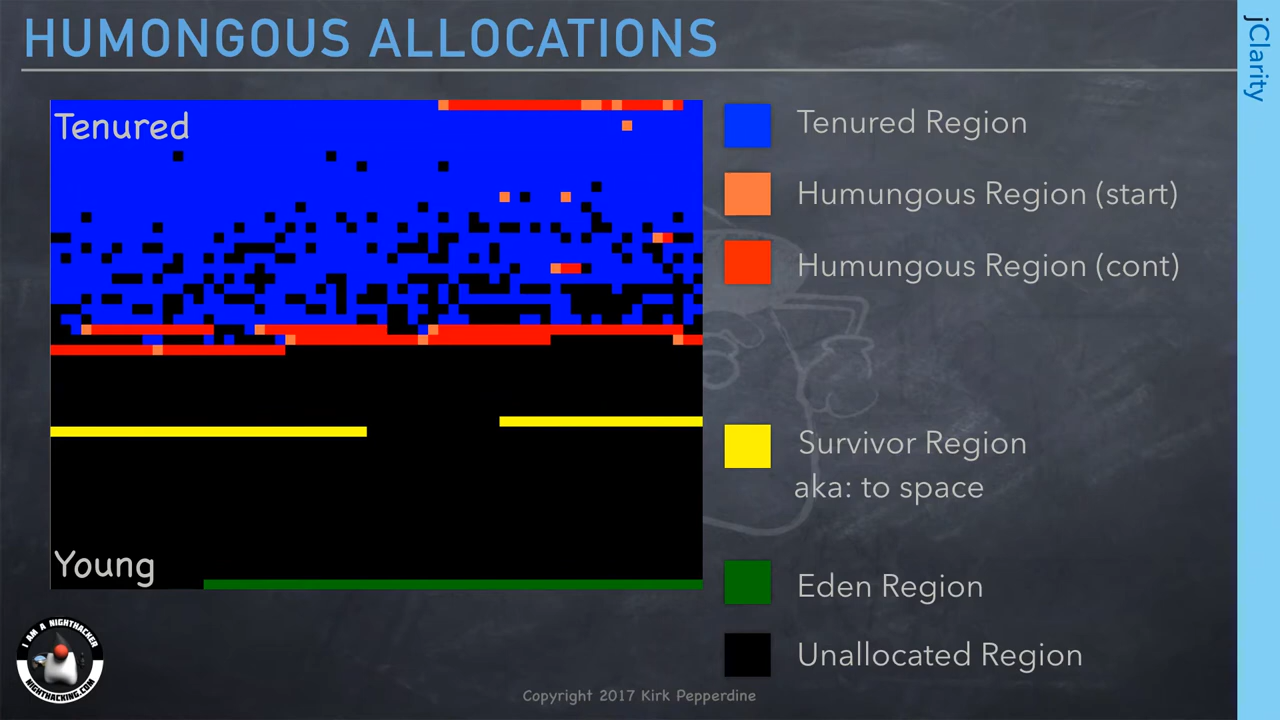 HUMONGOUS ALLOCATIONS
jClarity
Tenured
Tenured Region
Humungous Region (start)
Humungous Region (cont)
Survivor Region
aka: to space
Young
Eden Region
Unallocated Region
I AM A NIGHTHACKER
NIGHTHACKING.COM
Copyright 2017 Kirk Pepperdine